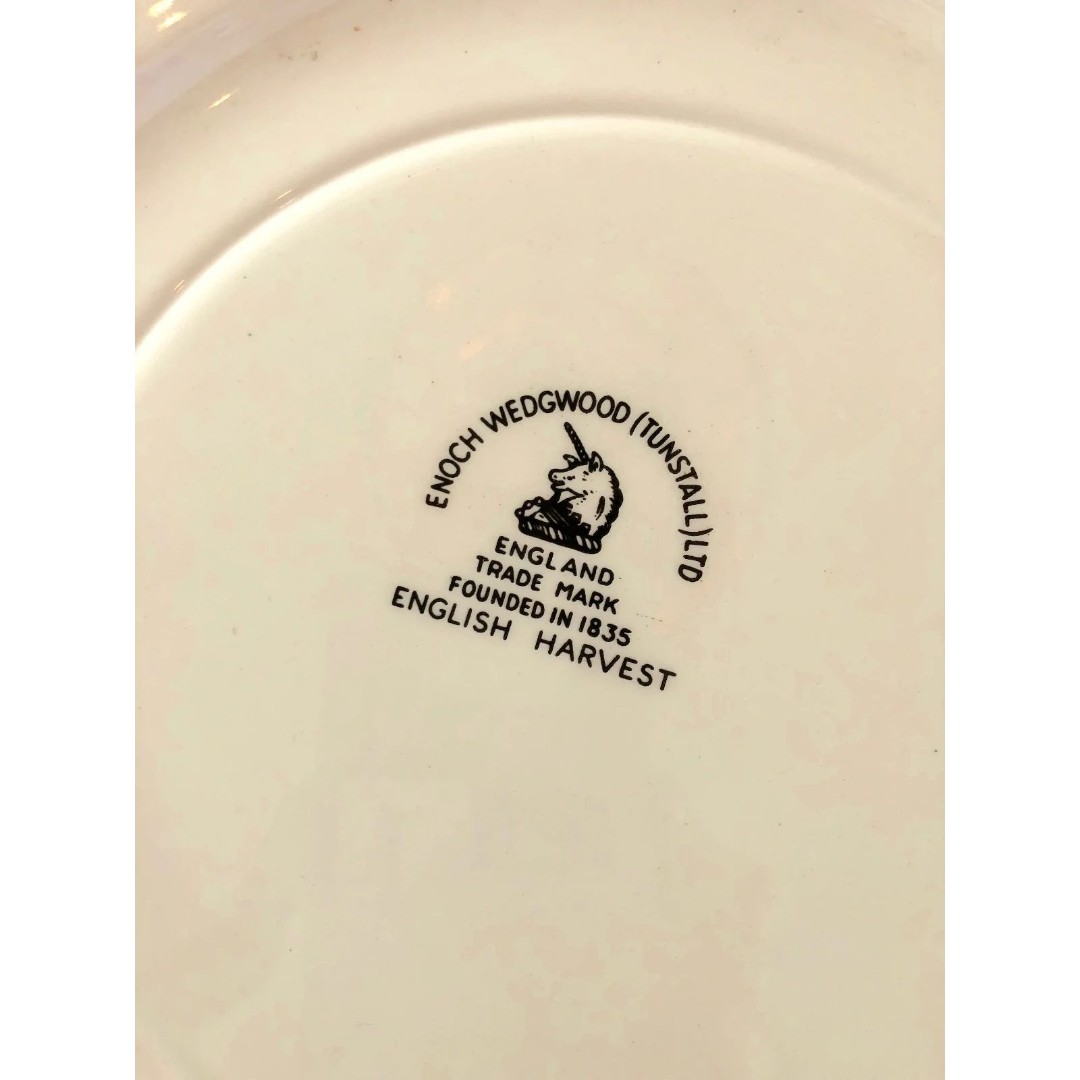 ENOCH WEDGWOOD (TUNSTALL) LTD
ENGLAND
TRADE MARK
FOUNDED IN 1835
ENGLISH HARVEST